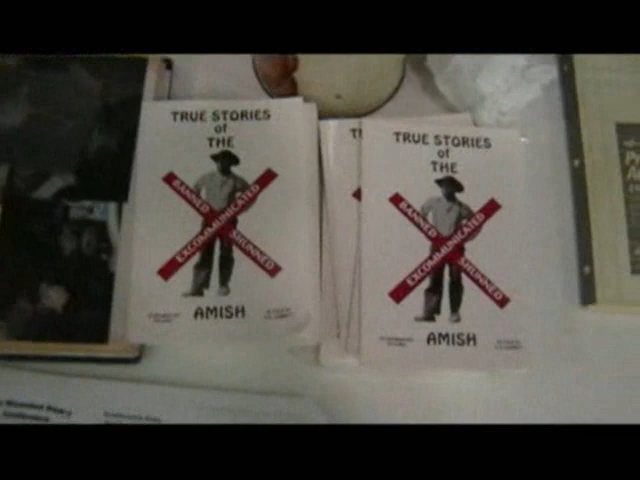 TRUE STORIES
of
THE
BANNED
EXCOMMUNICATED
SHUNNED
AMISH
TRUE STORIES
of
THE
BANNED
EXCOMMUNICATED
SHUNNED
AMISH